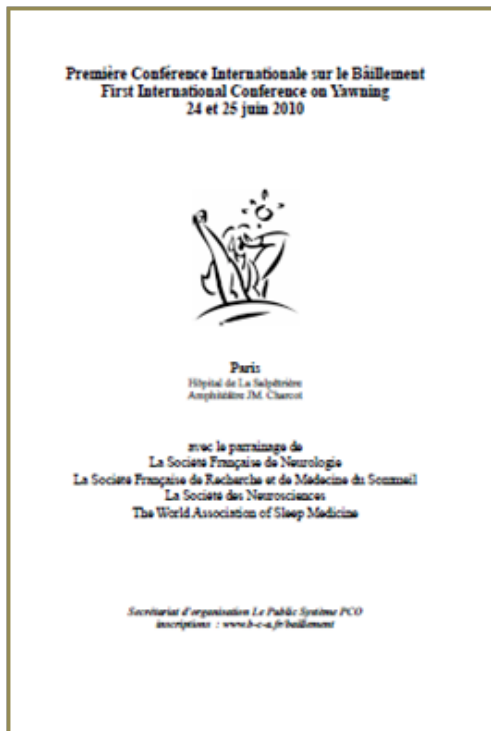 Première Conférence Internationale sur le Bâillement
First International Conference on Yawning
24 et 25 juin 2010
Paris
Hôpital de La Salpêtrière
Amphithéâtre JM. Charcot
avec le parrainage de
La Société Française de Neurologie
La Société Française de Recherche et de Médecine du Sommeil
La Société des Neurosciences
The World Association of Sleep Medicine
Secrétariat d'organisation Le Public Système PCO
inscriptions : www.b-c-a.fr/baillement